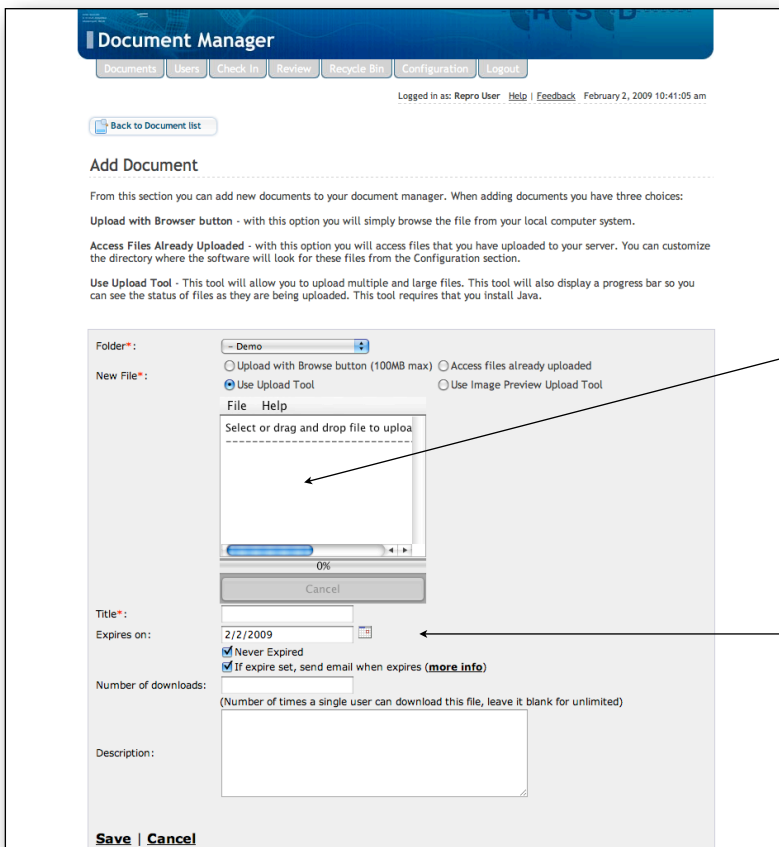 H S D
Document Manager
Documents Users Check In Review Recycle Bin Configuration Logout
Logged in as: Repro User Help | Feedback February 2, 2009 10:41:05 am
Back to Document list
Add Document
From this section you can add new documents to your document manager. When adding documents you have three choices:
Upload with Browser button - with this option you will simply browse the file from your local computer system.
Access Files Already Uploaded - with this option you will access files that you have uploaded to your server. You can customize
the directory where the software will look for these files from the Configuration section.
Use Upload Tool - This tool will allow you to upload multiple and large files. This tool will also display a progress bar so you
can see the status of files as they are being uploaded. This tool requires that you install Java.
Folder*: – Demo
Upload with Browse button (100MB max) Access files already uploaded
New File*:
Use Upload Tool Use Image Preview Upload Tool
File Help
Select or drag and drop file to uploa
0%
Cancel
Title*:
Expires on: 2/2/2009
Never Expired
If expire set, send email when expires (more info)
Number of downloads:
(Number of times a single user can download this file, leave it blank for unlimited)
Description:
Save | Cancel